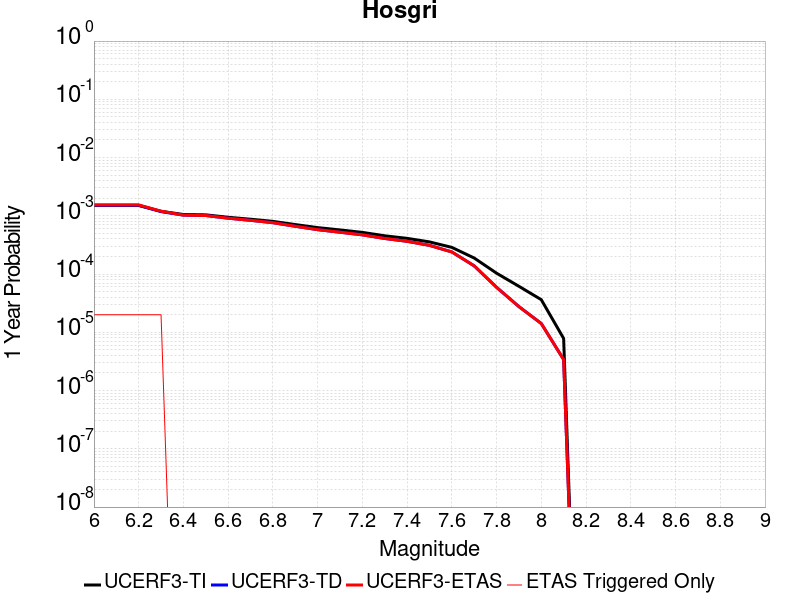 Hosgri
10^0
10^-1
10^-2
10^-3
10^-4
10^-5
10^-6
10^-7
10^-8
1 Year Probability
6 6.2 6.4 6.6 6.8 7 7.2 7.4 7.6 7.8 8 8.2 8.4 8.6 8.8 9
Magnitude
UCERF3-TI UCERF3-TD UCERF3-ETAS ETAS Triggered Only